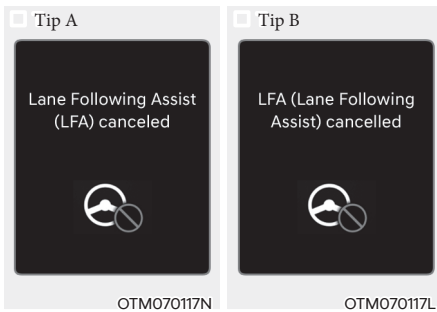 Tip A
Lane Following Assist
(LFA) canceled
OTM070117N
Tip B
LFA (Lane Following
Assist) cancelled
OTM070117L